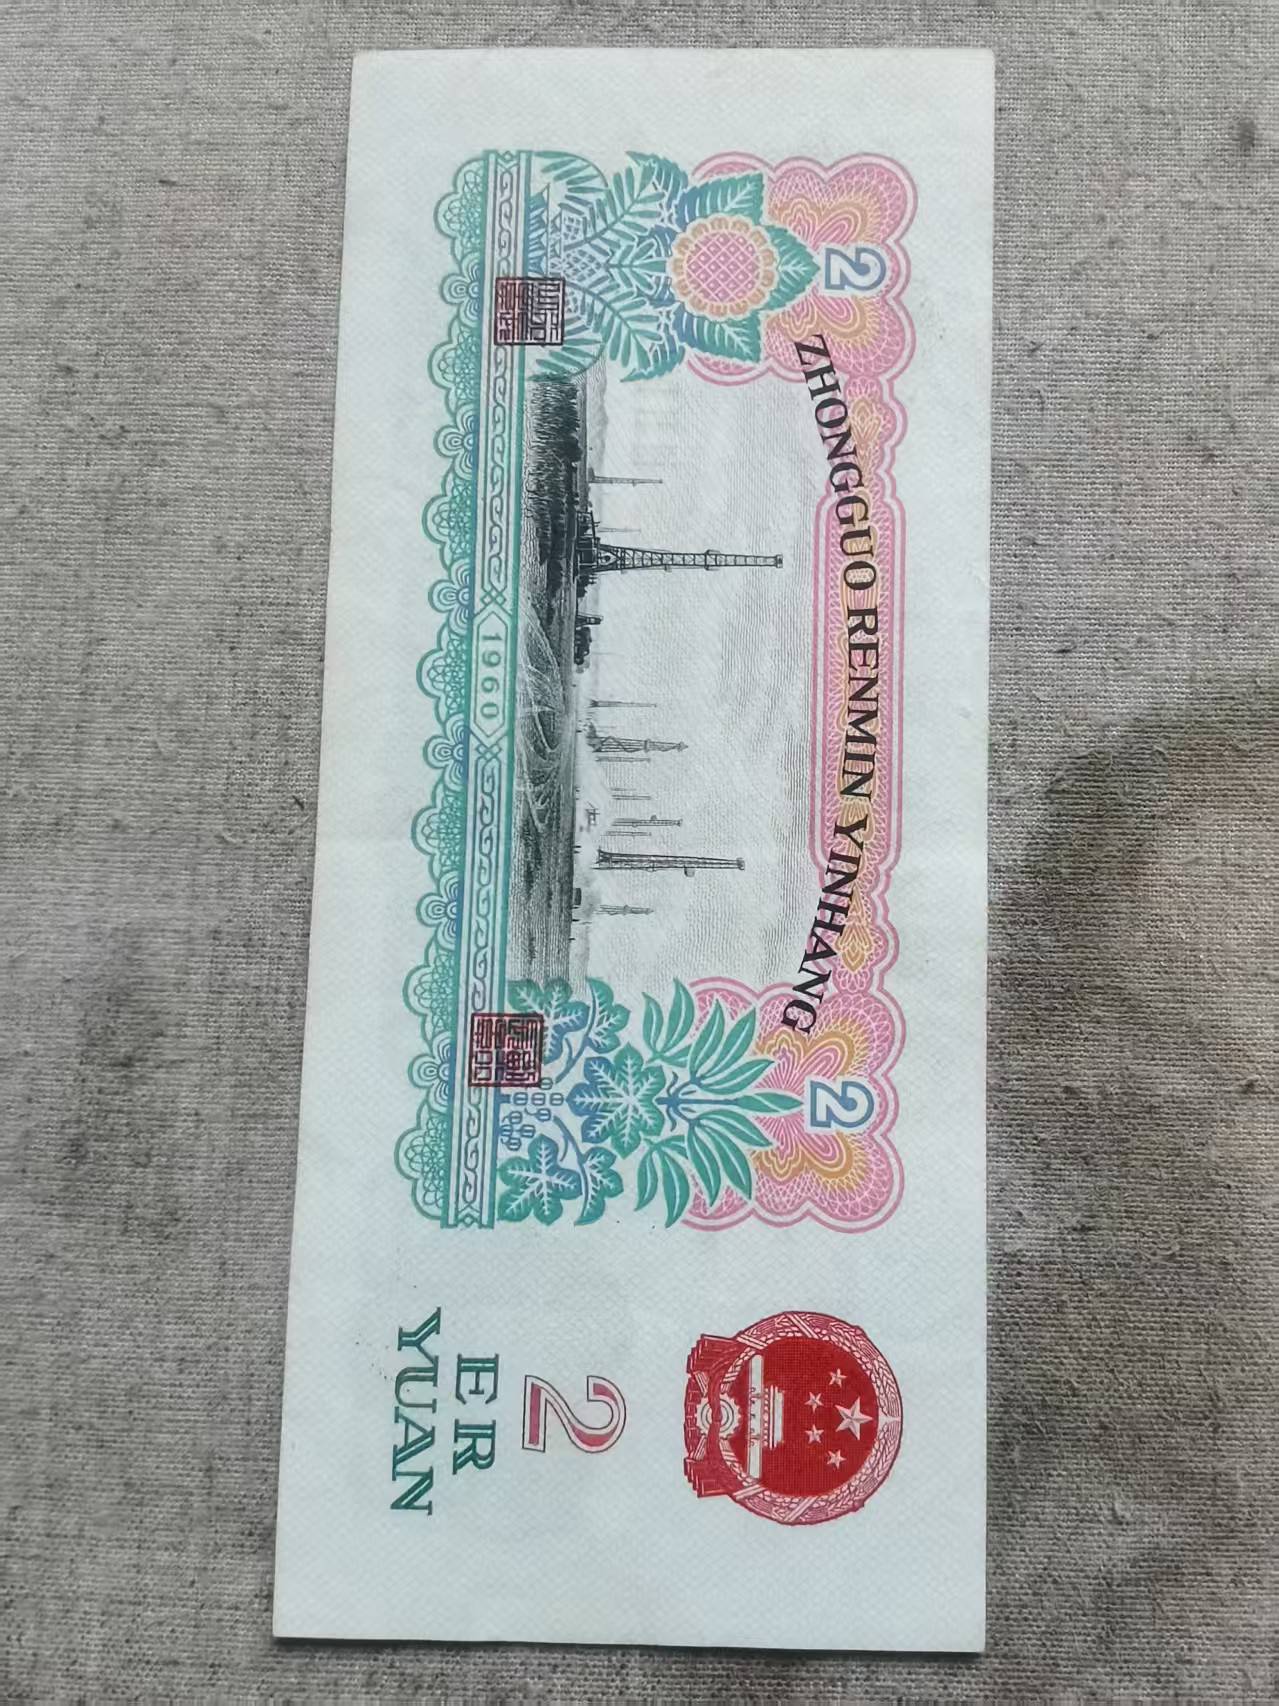 ZHONGGUO RENMIN YINHANG
2
2
1960
2
ER
YUAN